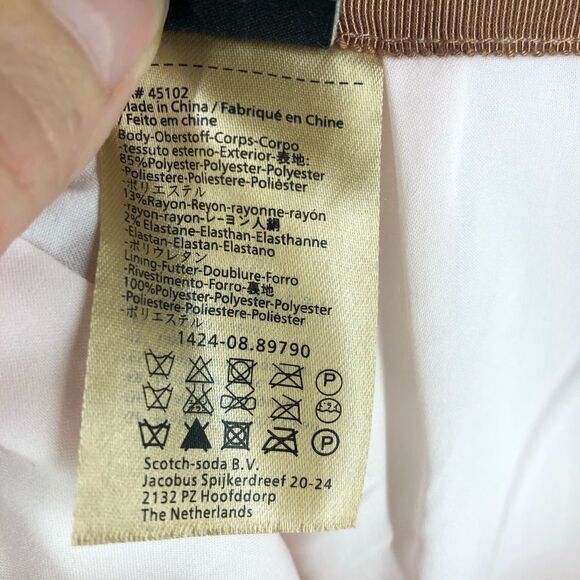 # 45102
Made in China / Fabriqué en Chine
/ Feito em chine
Body-Oberstoff-Corps-Corpo
-tessuto esterno-Exterior-表地:
85%Polyester-Polyester-Polyester
-Poliestere-Poliestere-Poliéster
-ポリエステル
13%Rayon-Reyon-rayonne-rayón
-rayon-rayon-レーヨン人絹
2% Elastane-Elasthan-Elasthanne
-Elastan-Elastan-Elastano
-ポリウレタン
Lining-Futter-Doublure-Forro
-Rivestimento-Forro-裏地
100%Polyester-Polyester-Polyester
-Poliestere-Poliestere-Poliéster
-ポリエステル
1424-08.89790
P
P
Scotch-soda B.V.
Jacobus Spijkerdreef 20-24
2132 PZ Hoofddorp
The Netherlands